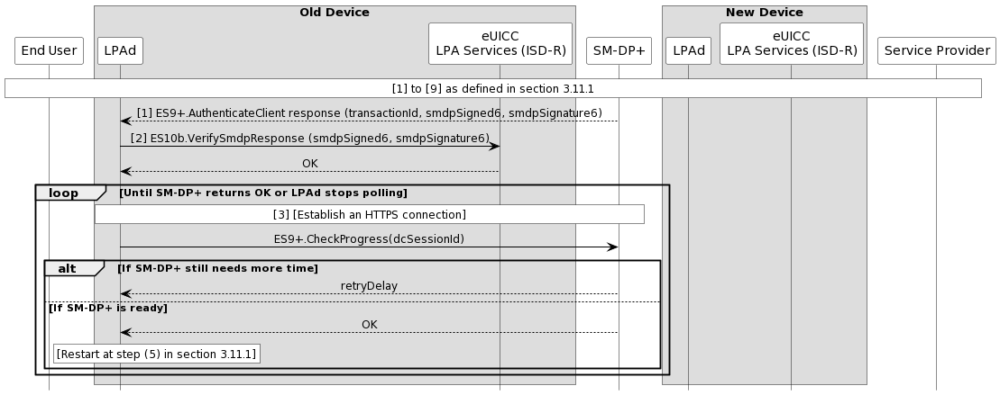 Old Device
New Device
End User
LPAd
eUICC
LPA Services (ISD-R)
SM-DP+
LPAd
eUICC
LPA Services (ISD-R)
Service Provider
[1] to [9] as defined in section 3.11.1
[1] ES9+.AuthenticateClient response (transactionId, smdpSigned6, smdpSignature6)
[2] ES10b.VerifySmdpResponse (smdpSigned6, smdpSignature6)
OK
loop [Until SM-DP+ returns OK or LPAd stops polling]
[3] [Establish an HTTPS connection]
ES9+.CheckProgress(dcSessionId)
alt [If SM-DP+ still needs more time]
retryDelay
[If SM-DP+ is ready]
OK
[Restart at step (5) in section 3.11.1]